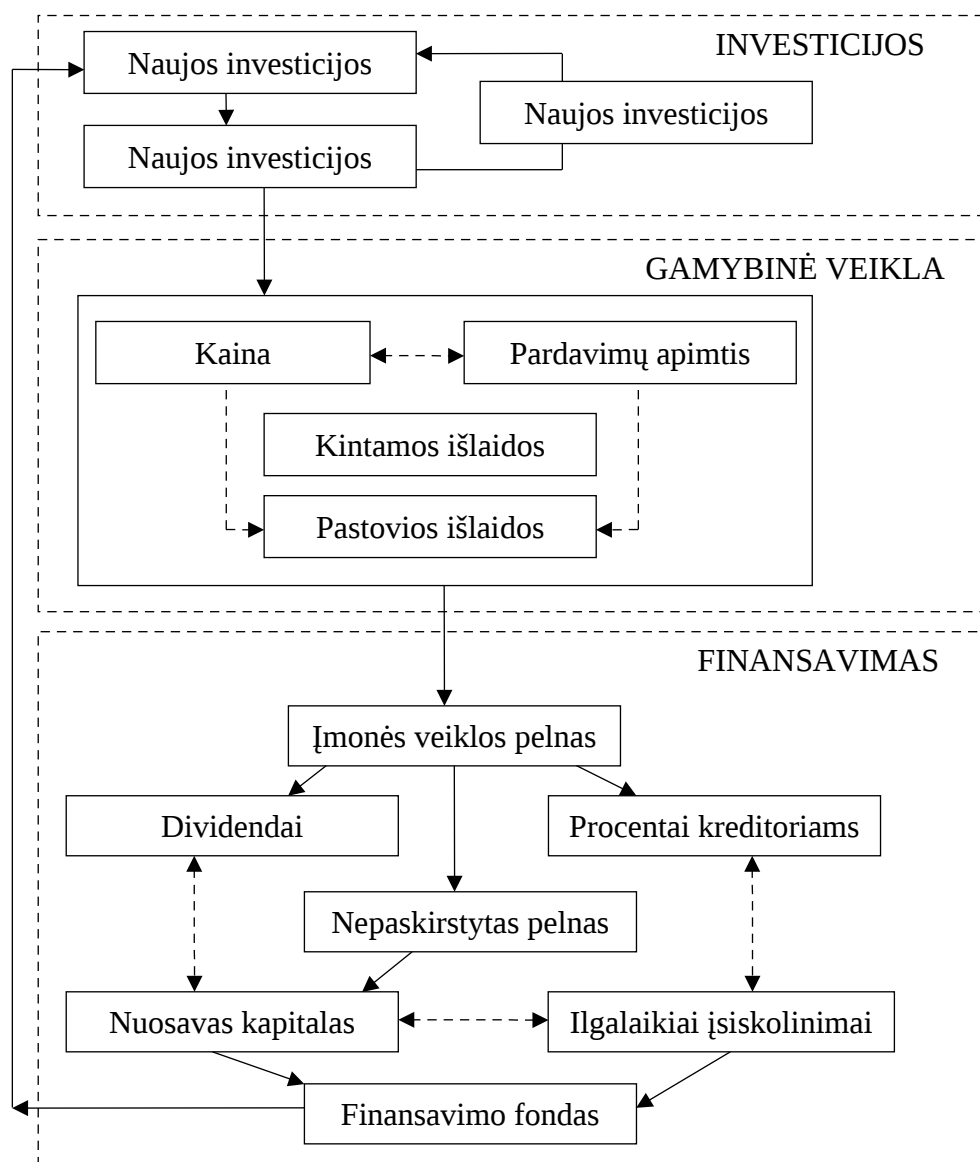 INVESTICIJOS
Naujos investicijos
Naujos investicijos
Naujos investicijos
GAMYBINĖ VEIKLA
Kaina
Pardavimų apimtis
Kintamos išlaidos
Pastovios išlaidos
FINANSAVIMAS
Įmonės veiklos pelnas
Dividendai
Procentai kreditoriams
Nepaskirstytas pelnas
Nuosavas kapitalas
Ilgalaikiai įsiskolinimai
Finansavimo fondas